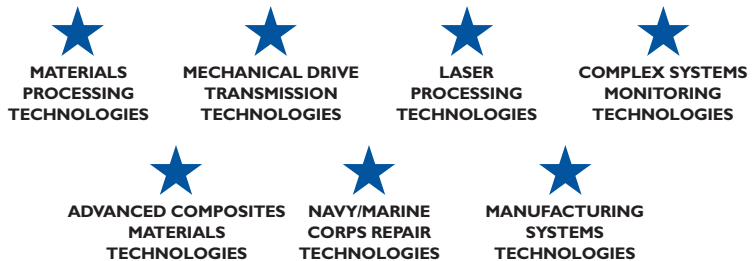 MATERIALS
PROCESSING
TECHNOLOGIES
MECHANICAL DRIVE
TRANSMISSION
TECHNOLOGIES
LASER
PROCESSING
TECHNOLOGIES
COMPLEX SYSTEMS
MONITORING
TECHNOLOGIES
ADVANCED COMPOSITES
MATERIALS
TECHNOLOGIES
NAVY/MARINE
CORPS REPAIR
TECHNOLOGIES
MANUFACTURING
SYSTEMS
TECHNOLOGIES